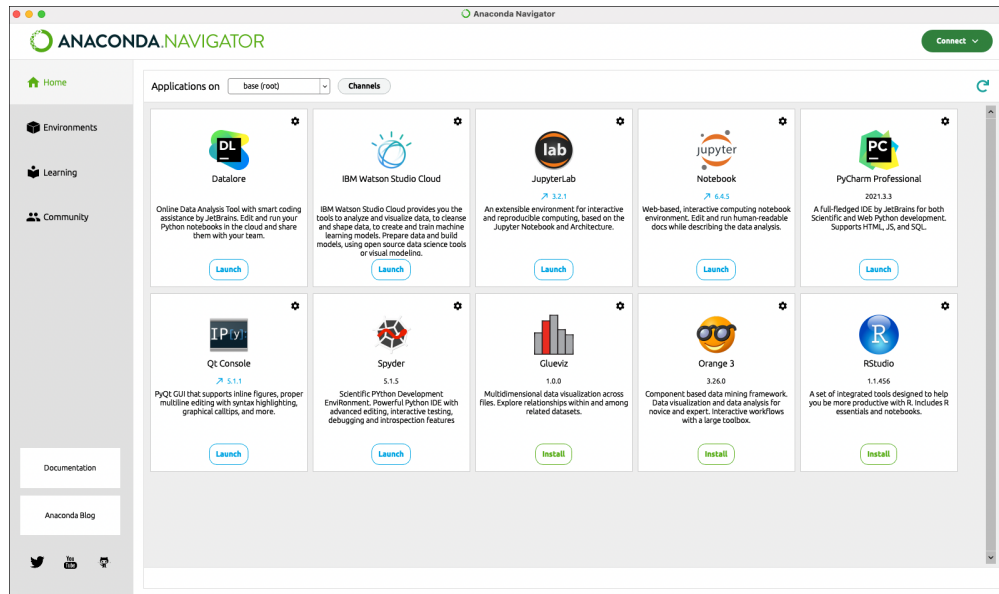 Anaconda Navigator
ANACONDA.NAVIGATOR
Connect
Home
Environments
Learning
Community
Documentation
Anaconda Blog
You
Tube
Applications on
base (root)
Channels
DL
Datalore
Online Data Analysis Tool with smart coding
assistance by JetBrains. Edit and run your
Python notebooks in the cloud and share
them with your team.
Launch
IBM Watson Studio Cloud
IBM Watson Studio Cloud provides you the
tools to analyze and visualize data, to cleanse
and shape data, to create and train machine
learning models. Prepare data and build
models, using open source data science tools
or visual modeling.
Launch
lab
JupyterLab
3.2.1
An extensible environment for interactive
and reproducible computing, based on the
Jupyter Notebook and Architecture.
Launch
jupyter
Notebook
6.4.5
Web-based, interactive computing notebook
environment. Edit and run human-readable
docs while describing the data analysis.
Launch
PC
PyCharm Professional
2021.3.3
A full-fledged IDE by JetBrains for both
Scientific and Web Python development.
Supports HTML, JS, and SQL.
Launch
IP[y]:
Qt Console
5.1.1
PyQt GUI that supports inline figures, proper
multiline editing with syntax highlighting,
graphical calltips, and more.
Launch
Spyder
5.1.5
Scientific PYthon Development
EnviRonment. Powerful Python IDE with
advanced editing, interactive testing,
debugging and introspection features
Launch
Glueviz
1.0.0
Multidimensional data visualization across
files. Explore relationships within and among
related datasets.
Install
Orange 3
3.26.0
Component based data mining framework.
Data visualization and data analysis for
novice and expert. Interactive workflows
with a large toolbox.
Install
R
RStudio
1.1.456
A set of integrated tools designed to help
you be more productive with R. Includes R
essentials and notebooks.
Install